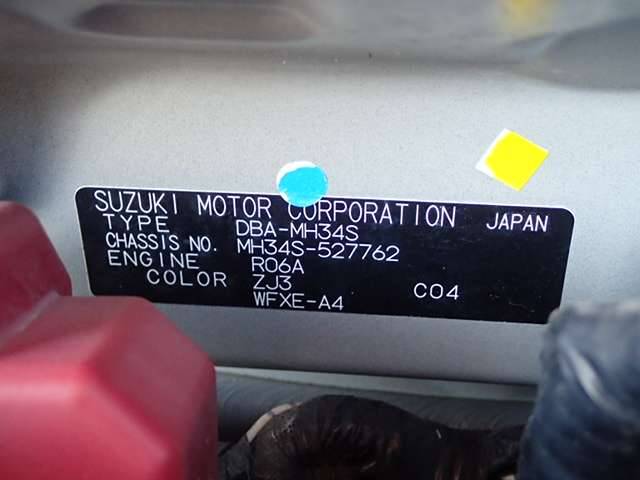 SUZUKI MOTOR CORPORATION JAPAN
TYPE DBA-MH34S
CHASSIS NO. MH34S-527762
ENGINE R06A
COLOR ZJ3 C04
WFXE-A4